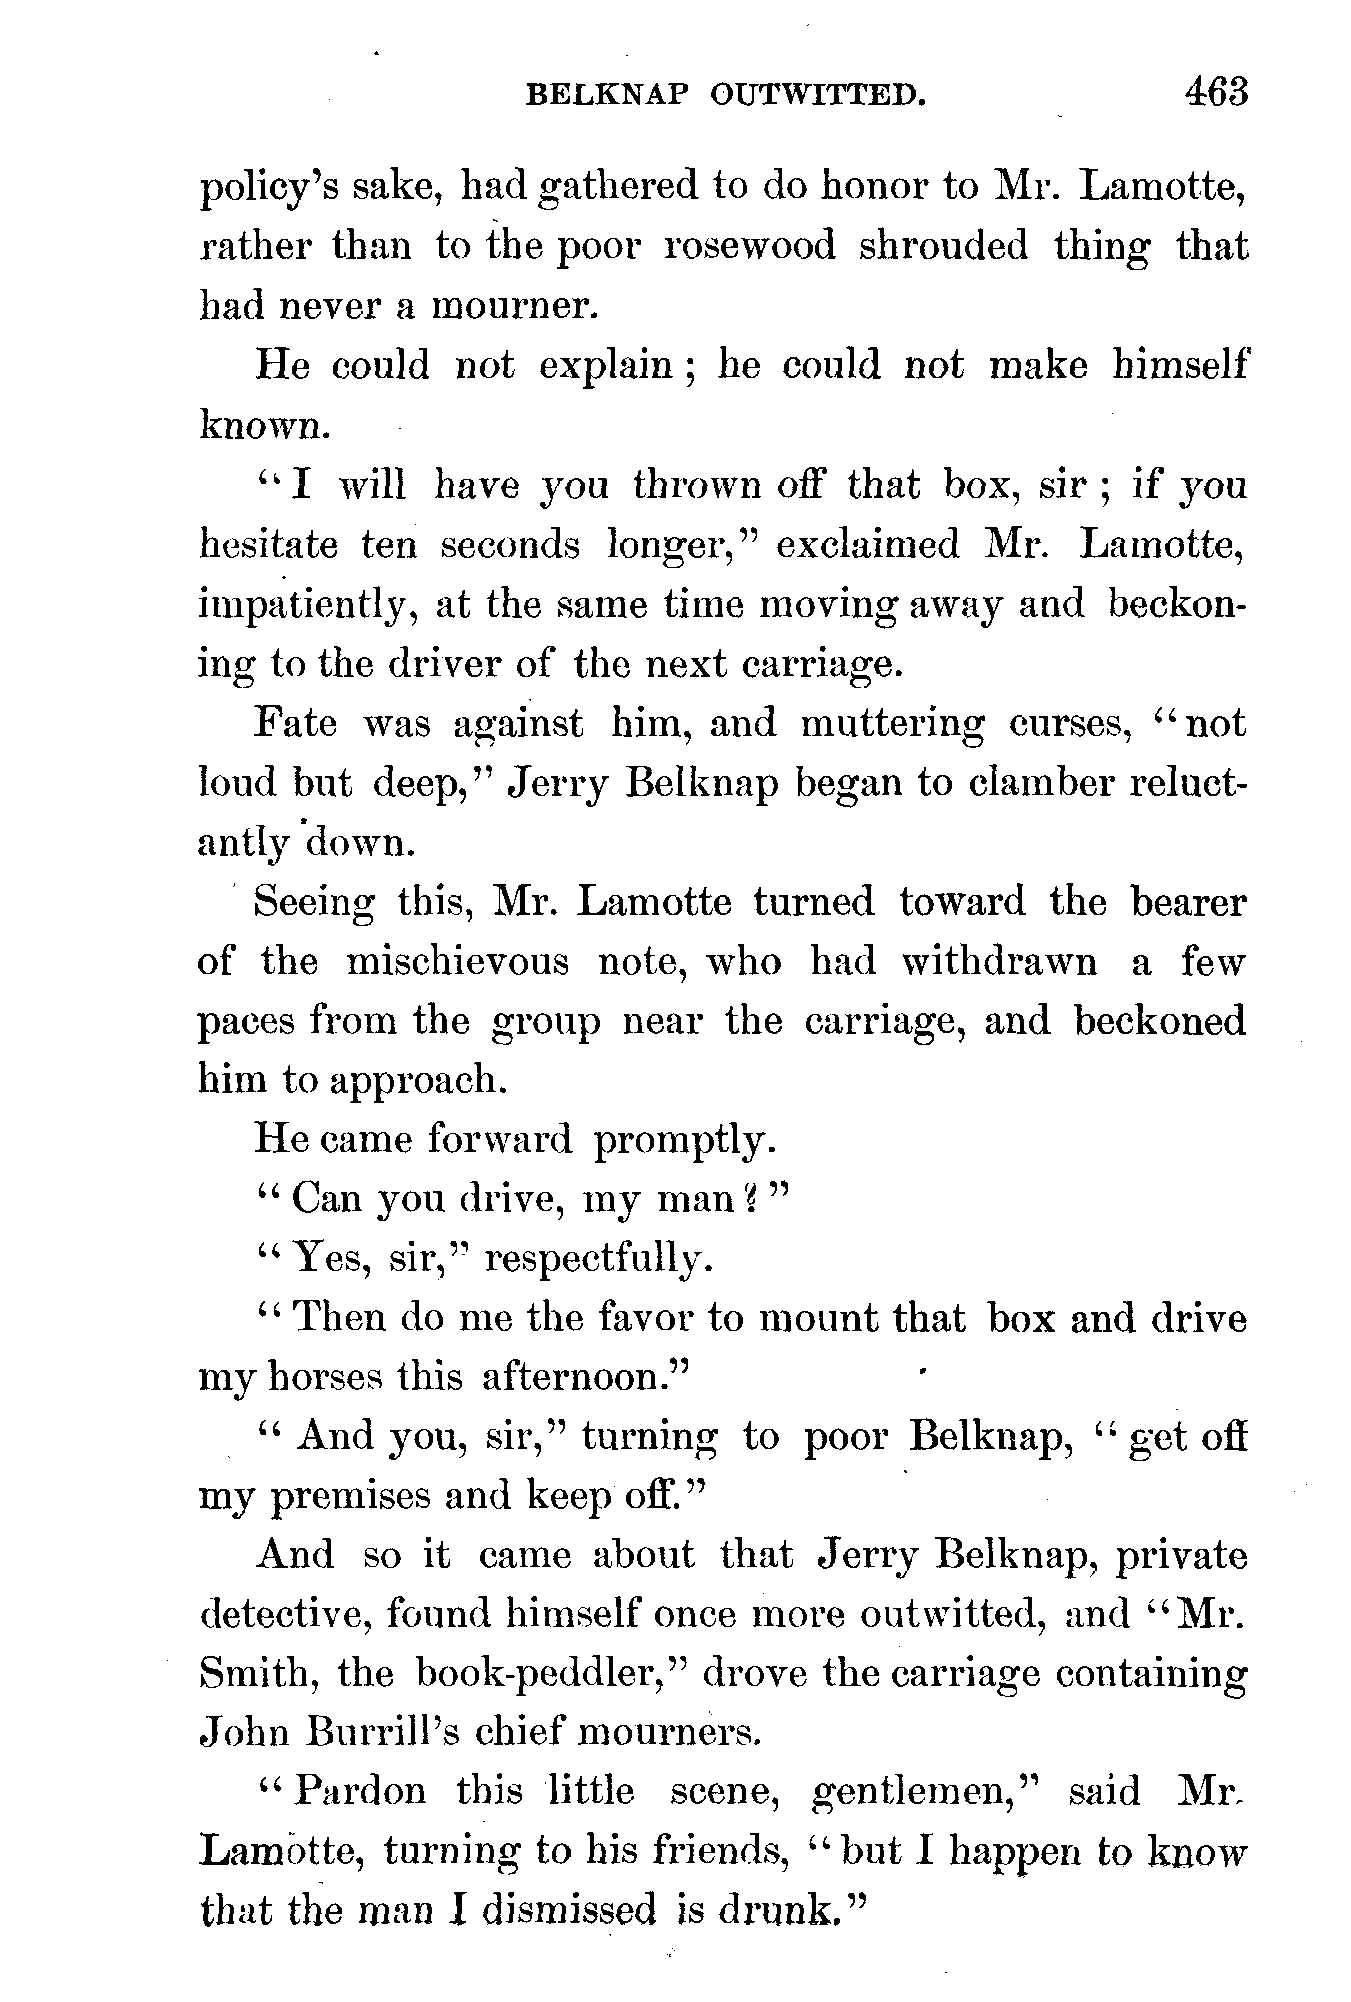 BELKNAP OUTWITTED. 463
policy's sake, had gathered to do honor to Mr. Lamotte,
rather than to the poor rosewood shrouded thing that
had never a mourner.
He could not explain ; he could not make himself
known.
" I will have you thrown off that box, sir ; if you
hesitate ten seconds longer," exclaimed Mr. Lamotte,
impatiently, at the same time moving away and beckon-
ing to the driver of the next carriage.
Fate was against him, and muttering curses, " not
loud but deep," Jerry Belknap began to clamber reluct-
antly down.
Seeing this, Mr. Lamotte turned toward the bearer
of the mischievous note, who had withdrawn a few
paces from the group near the carriage, and beckoned
him to approach.
He came forward promptly.
" Can you drive, my man ? "
" Yes, sir," respectfully.
" Then do me the favor to mount that box and drive
my horses this afternoon."
" And you, sir," turning to poor Belknap, " get off
my premises and keep off."
And so it came about that Jerry Belknap, private
detective, found himself once more outwitted, and " Mr.
Smith, the book-peddler," drove the carriage containing
John Burrill's chief mourners.
" Pardon this little scene, gentlemen," said Mr.
Lamotte, turning to his friends, " but I happen to know
that the man I dismissed is drunk."